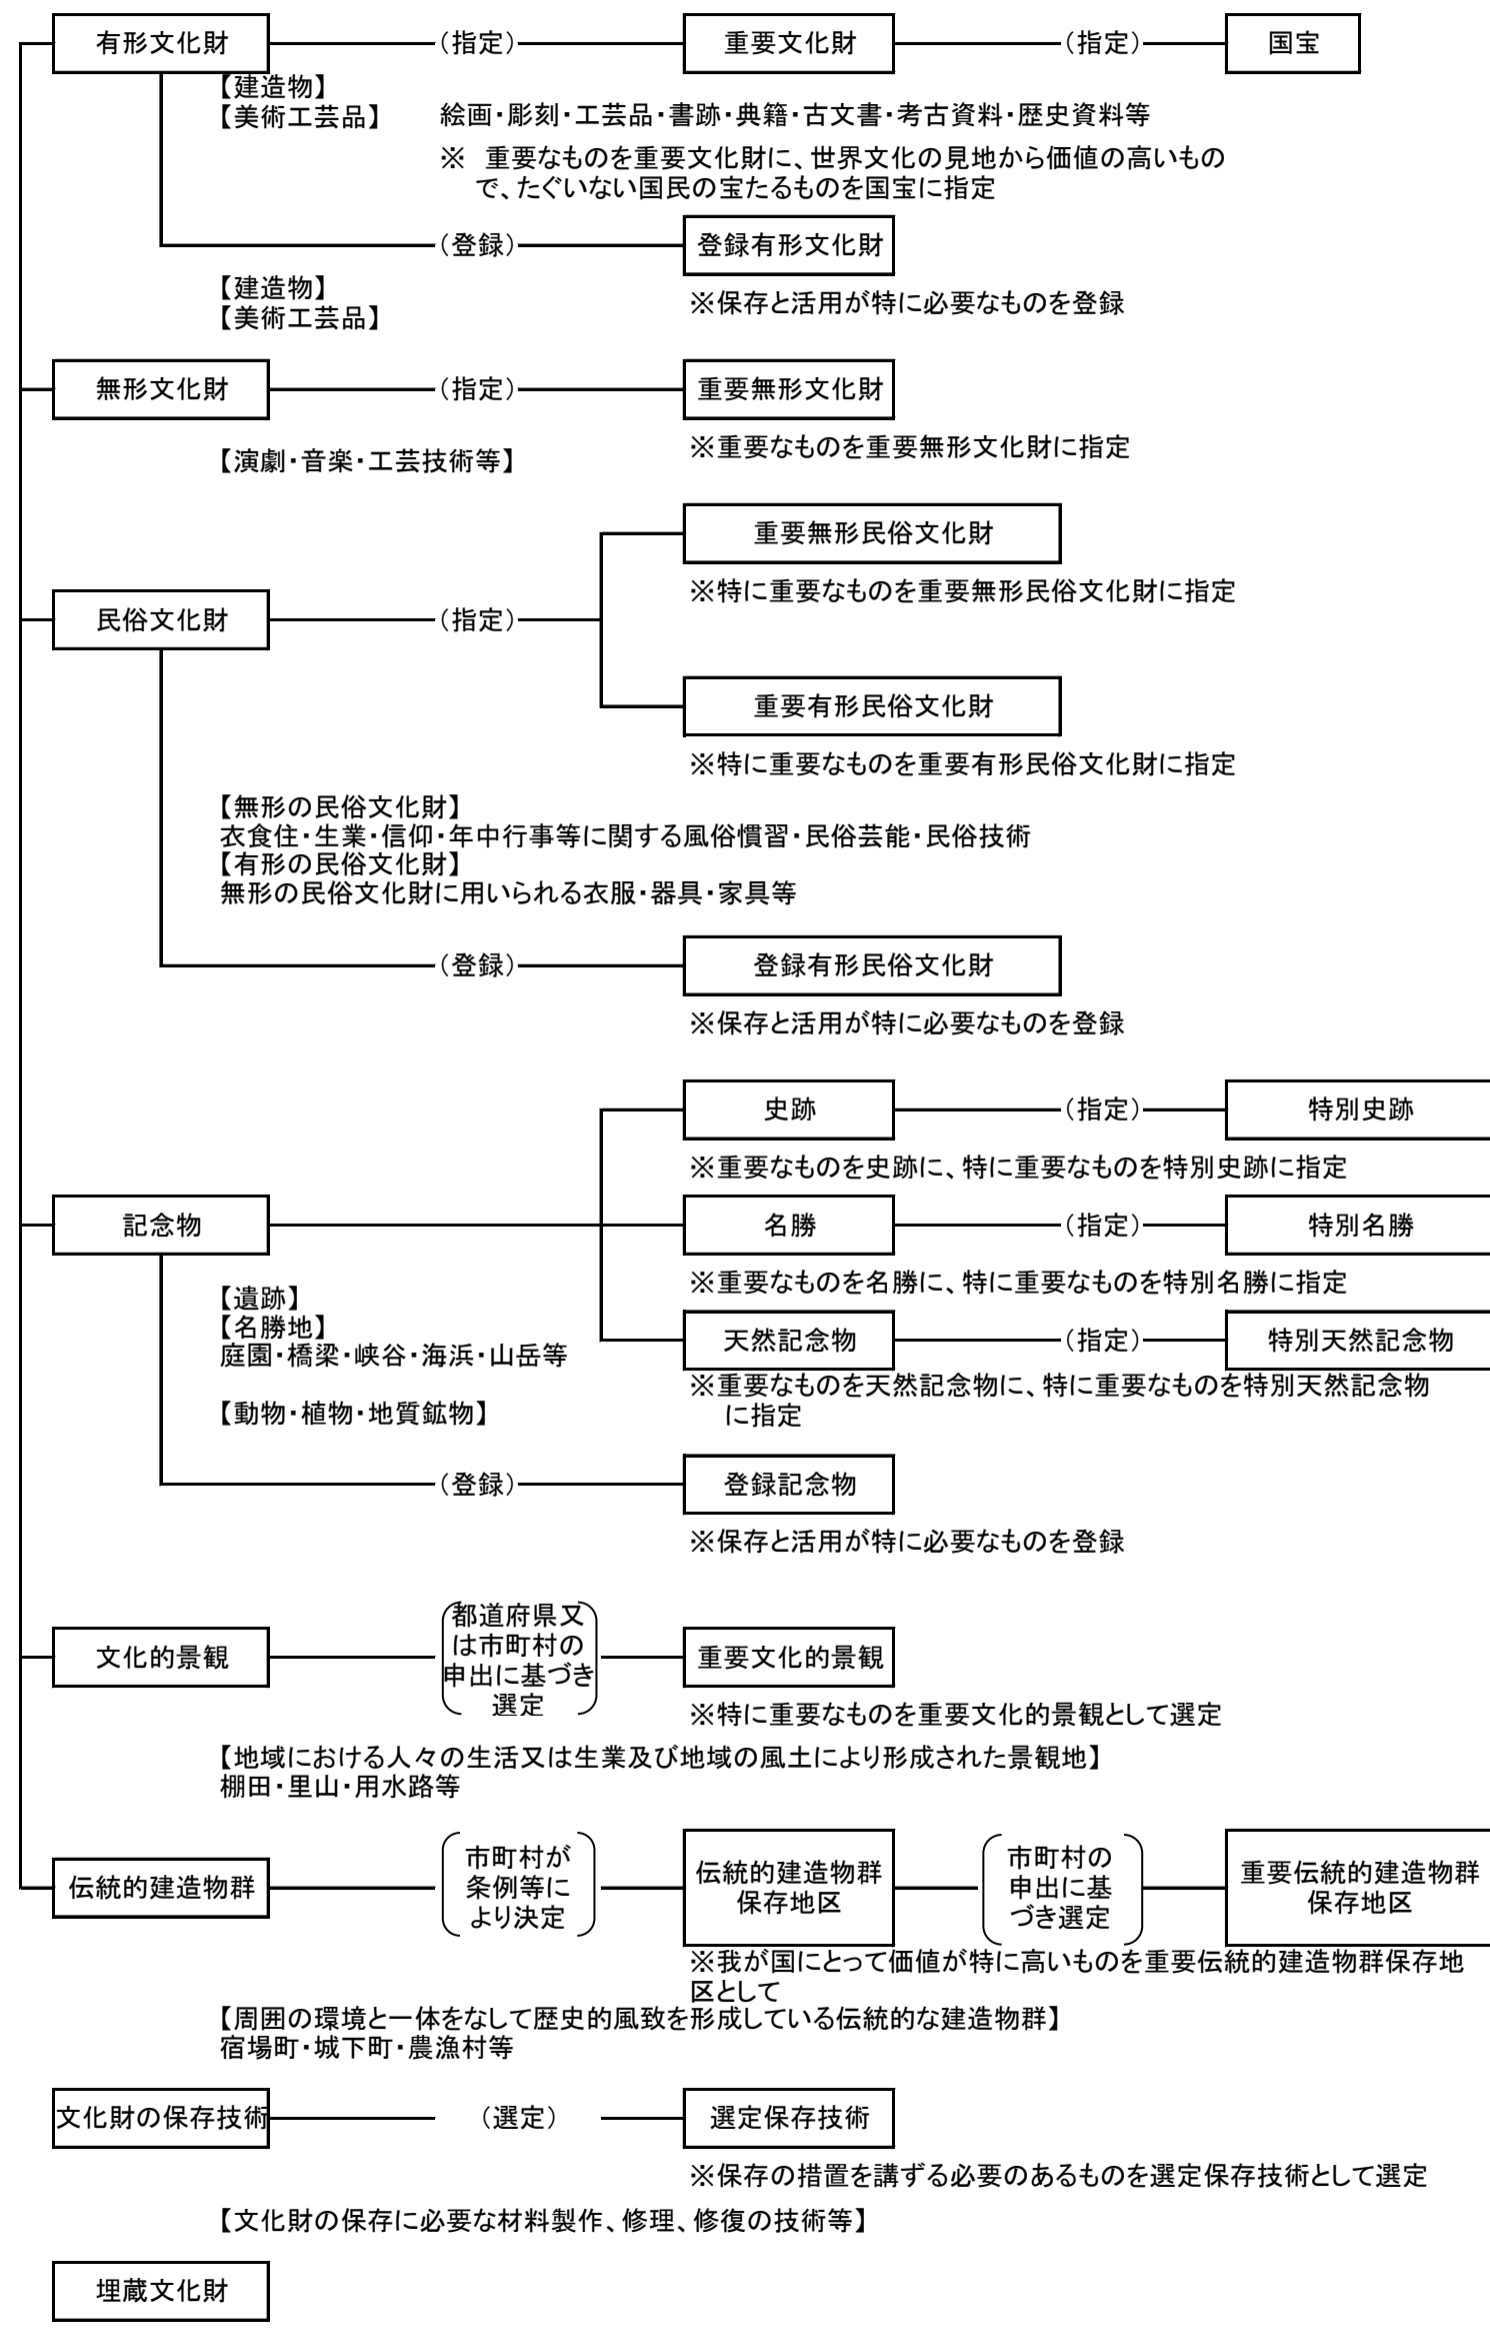 有形文化財 （指定） 重要文化財 （指定） 国宝
【建造物】
【美術工芸品】 絵画・彫刻・工芸品・書跡・典籍・古文書・考古資料・歴史資料等
※ 重要なものを重要文化財に、世界文化の見地から価値の高いもの
で、たぐいない国民の宝たるものを国宝に指定
（登録） 登録有形文化財
【建造物】
【美術工芸品】
※保存と活用が特に必要なものを登録
無形文化財 （指定） 重要無形文化財
※重要なものを重要無形文化財に指定
【演劇・音楽・工芸技術等】
重要無形民俗文化財
※特に重要なものを重要無形民俗文化財に指定
民俗文化財 （指定）
重要有形民俗文化財
※特に重要なものを重要有形民俗文化財に指定
【無形の民俗文化財】
衣食住・生業・信仰・年中行事等に関する風俗慣習・民俗芸能・民俗技術
【有形の民俗文化財】
無形の民俗文化財に用いられる衣服・器具・家具等
（登録） 登録有形民俗文化財
※保存と活用が特に必要なものを登録
史跡 （指定） 特別史跡
※重要なものを史跡に、特に重要なものを特別史跡に指定
記念物 名勝 （指定） 特別名勝
※重要なものを名勝に、特に重要なものを特別名勝に指定
【遺跡】
【名勝地】
庭園・橋梁・峡谷・海浜・山岳等
天然記念物 （指定） 特別天然記念物
※重要なものを天然記念物に、特に重要なものを特別天然記念物
に指定
【動物・植物・地質鉱物】
（登録） 登録記念物
※保存と活用が特に必要なものを登録
文化的景観
都道府県又
は市町村の
申出に基づき
選定
重要文化的景観
※特に重要なものを重要文化的景観として選定
【地域における人々の生活又は生業及び地域の風土により形成された景観地】
棚田・里山・用水路等
伝統的建造物群
市町村が
条例等に
より決定
伝統的建造物群
保存地区
市町村の
申出に基
づき選定
重要伝統的建造物群
保存地区
※我が国にとって価値が特に高いものを重要伝統的建造物群保存地
区として
【周囲の環境と一体をなして歴史的風致を形成している伝統的な建造物群】
宿場町・城下町・農漁村等
文化財の保存技術 （選定） 選定保存技術
※保存の措置を講ずる必要のあるものを選定保存技術として選定
【文化財の保存に必要な材料製作、修理、修復の技術等】
埋蔵文化財